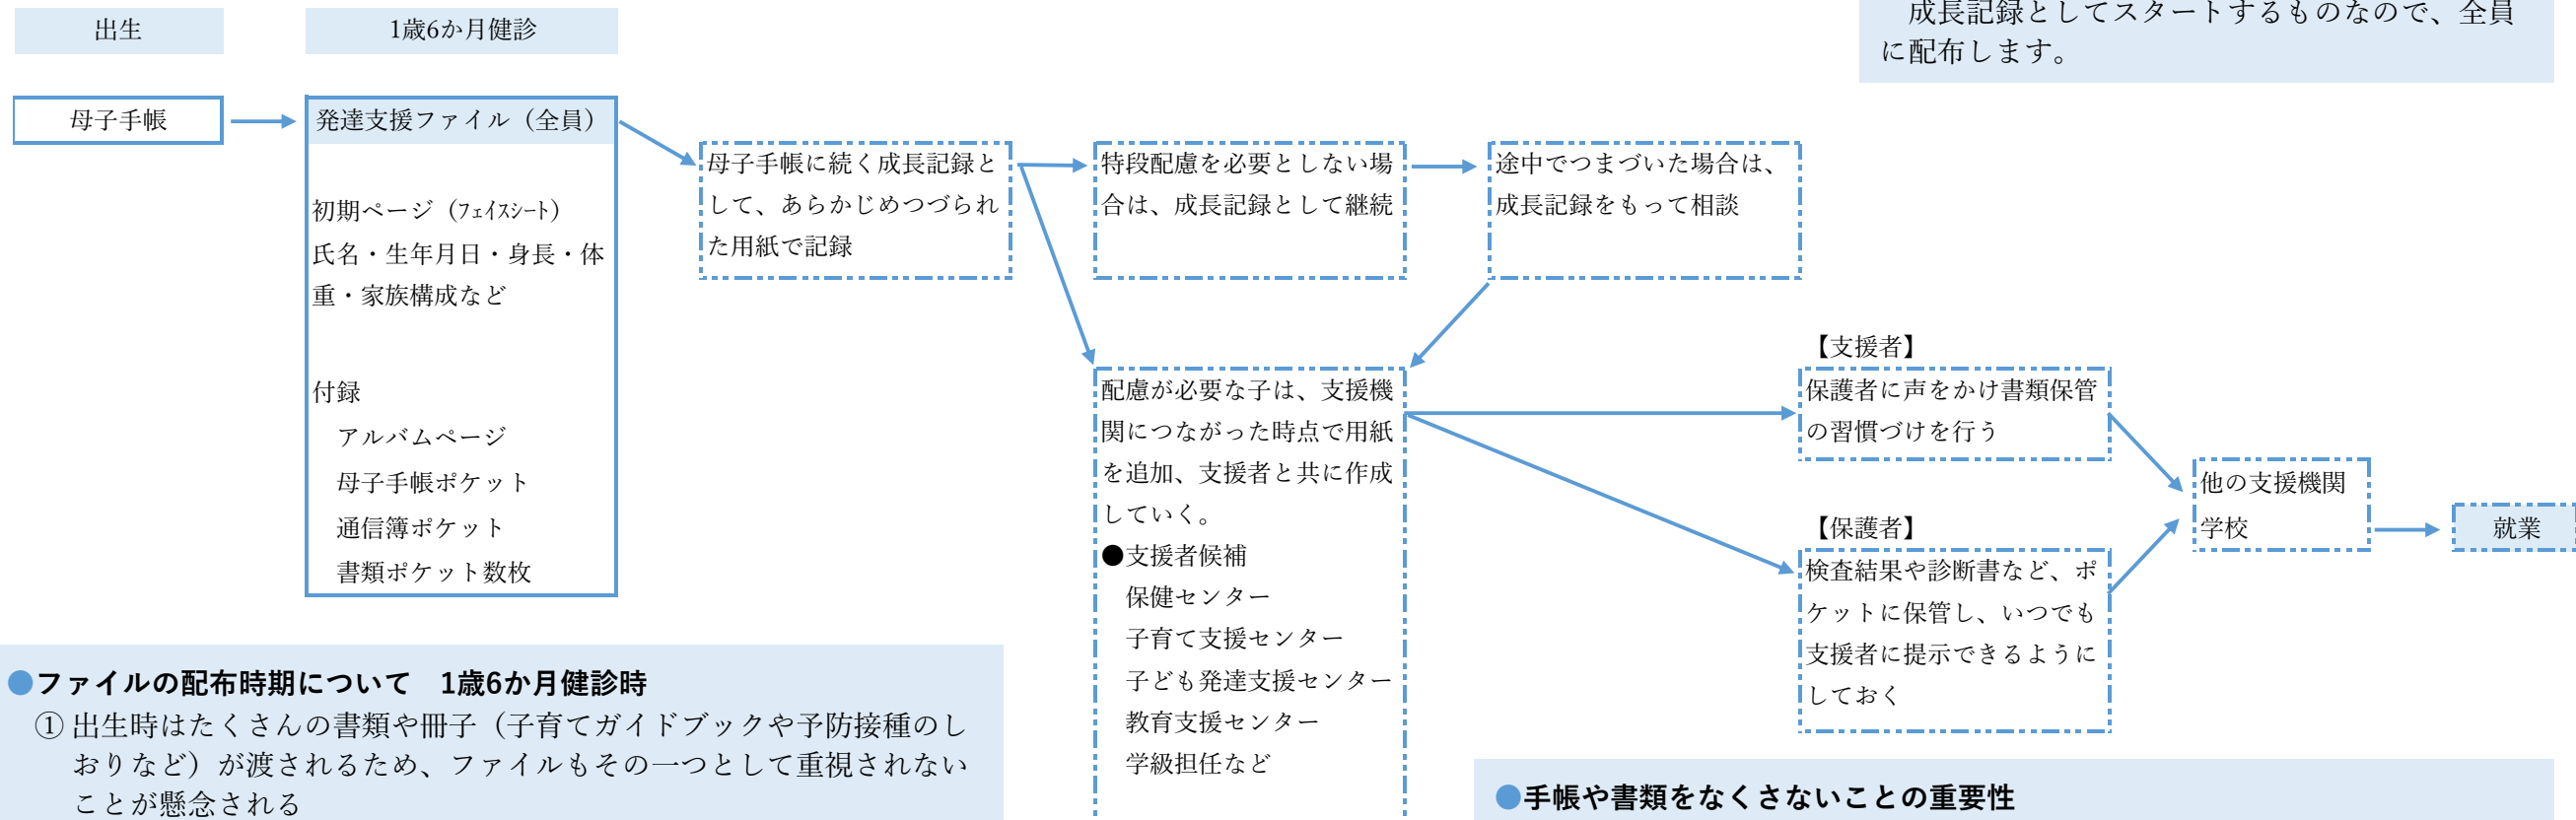 出生
1歳6か月健診
成長記録としてスタートするものなので、全員
に配布します。
母子手帳
発達支援ファイル（全員）
初期ページ（ﾌｪｲｽｼｰﾄ）
氏名・生年月日・身長・体
重・家族構成など
付録
アルバムページ
母子手帳ポケット
通信簿ポケット
書類ポケット数枚
母子手帳に続く成長記録と
して、あらかじめつづられ
た用紙で記録
特段配慮を必要としない場
合は、成長記録として継続
途中でつまづいた場合は、
成長記録をもって相談
配慮が必要な子は、支援機
関につながった時点で用紙
を追加、支援者と共に作成
していく。
●支援者候補
保健センター
子育て支援センター
子ども発達支援センター
教育支援センター
学級担任など
【支援者】
保護者に声をかけ書類保管
の習慣づけを行う
【保護者】
検査結果や診断書など、ポ
ケットに保管し、いつでも
支援者に提示できるように
しておく
他の支援機関
学校
就業
●ファイルの配布時期について　1歳6か月健診時
① 出生時はたくさんの書類や冊子（子育てガイドブックや予防接種のし
おりなど）が渡されるため、ファイルもその一つとして重視されない
ことが懸念される
●手帳や書類をなくさないことの重要性